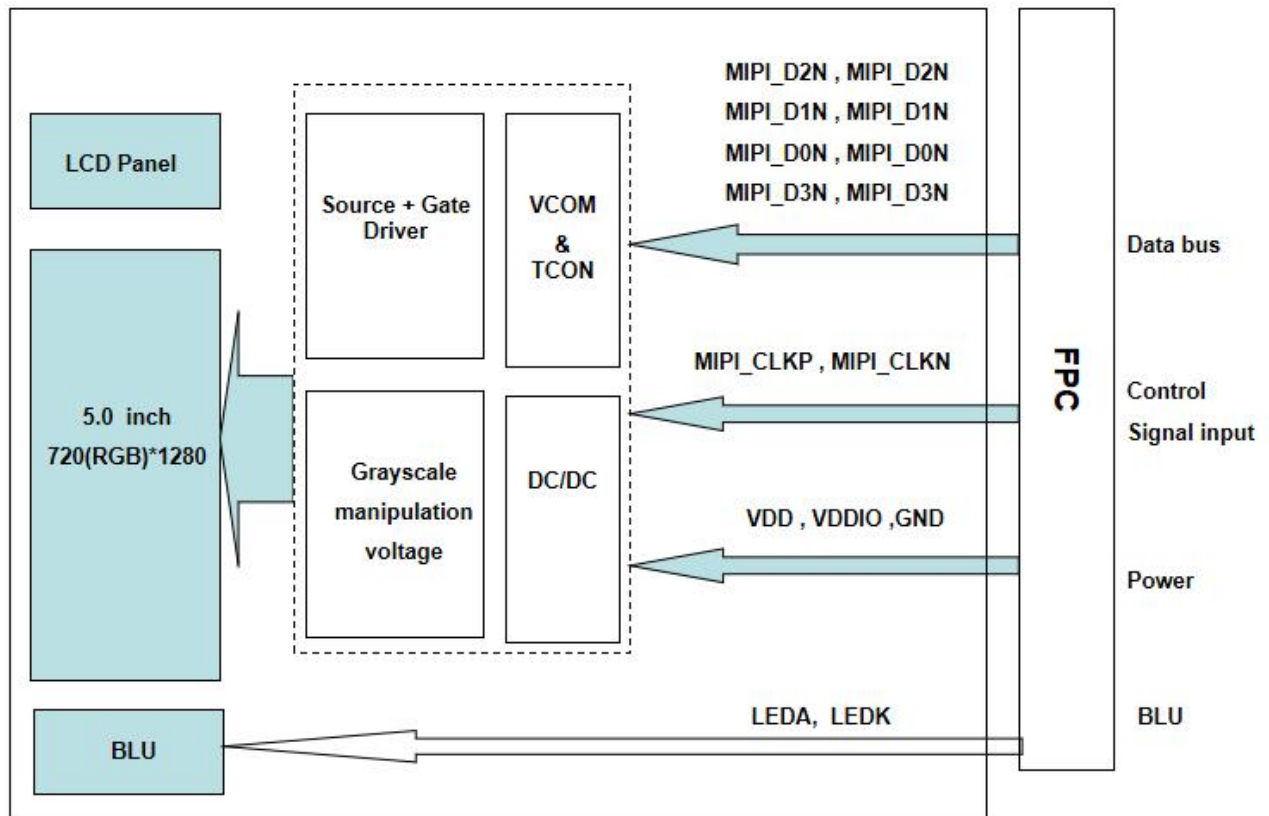 LCD Panel
5.0 inch
720(RGB)*1280
BLU
Source + Gate
Driver
VCOM
&
TCON
Grayscale
manipulation
voltage
DC/DC
MIPI_D2N , MIPI_D2N
MIPI_D1N , MIPI_D1N
MIPI_D0N , MIPI_D0N
MIPI_D3N , MIPI_D3N
MIPI_CLKP , MIPI_CLKN
VDD , VDDIO ,GND
LEDA, LEDK
FPC
Data bus
Control
Signal input
Power
BLU